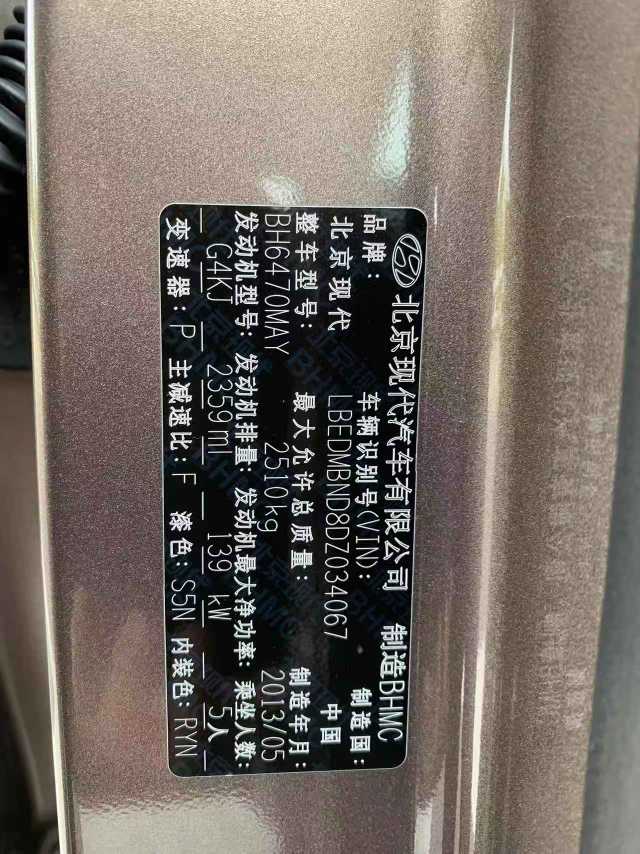 北京现代汽车有限公司 制造BHMC
品牌: 车辆识别号(VIN): 制造国:
北京现代 LBEDMBND8DZ034067 中国
整车型号: 最大允许总质量: 制造年月:
BH6470MAY 2510kg 2013/05
发动机型号: 发动机排量: 发动机最大净功率: 乘坐人数:
G4KJ 2359ml 139 kW 5人
变速器: P 主减速比: F 漆色: S5N 内装色: RYN